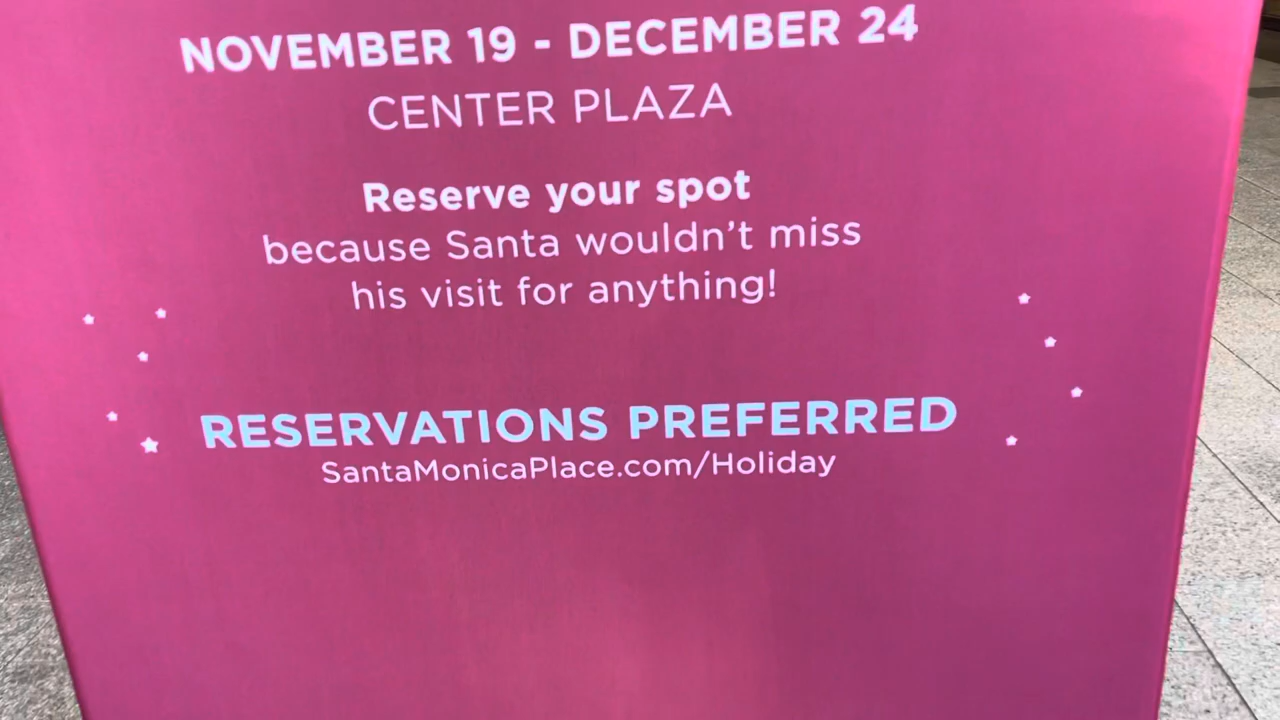 NOVEMBER 19 - DECEMBER 24
CENTER PLAZA
Reserve your spot
because Santa wouldn't miss
his visit for anything!
RESERVATIONS PREFERRED
SantaMonicaPlace.com/Holiday